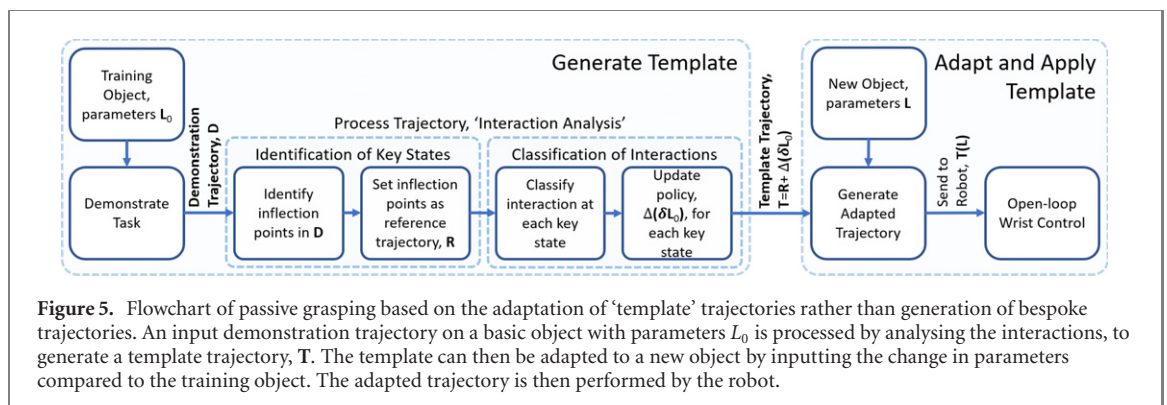 Generate Template
Training
Object,
parameters L₀
Demonstrate
Task
Demonstration
Trajectory, D
Process Trajectory, ‘Interaction Analysis’
Identification of Key States
Identify
inflection
points in D
Set inflection
points as
reference
trajectory, R
Classification of Interactions
Classify
interaction at
each key
state
Update
policy,
Δ(δL₀), for
each key
state
Template Trajectory,
T=R+ Δ(δL₀)
Adapt and Apply
Template
New Object,
parameters L
Generate
Adapted
Trajectory
Send to
Robot, T(L)
Open-loop
Wrist Control
Figure 5. Flowchart of passive grasping based on the adaptation of ‘template’ trajectories rather than generation of bespoke
trajectories. An input demonstration trajectory on a basic object with parameters L₀ is processed by analysing the interactions, to
generate a template trajectory, T. The template can then be adapted to a new object by inputting the change in parameters
compared to the training object. The adapted trajectory is then performed by the robot.